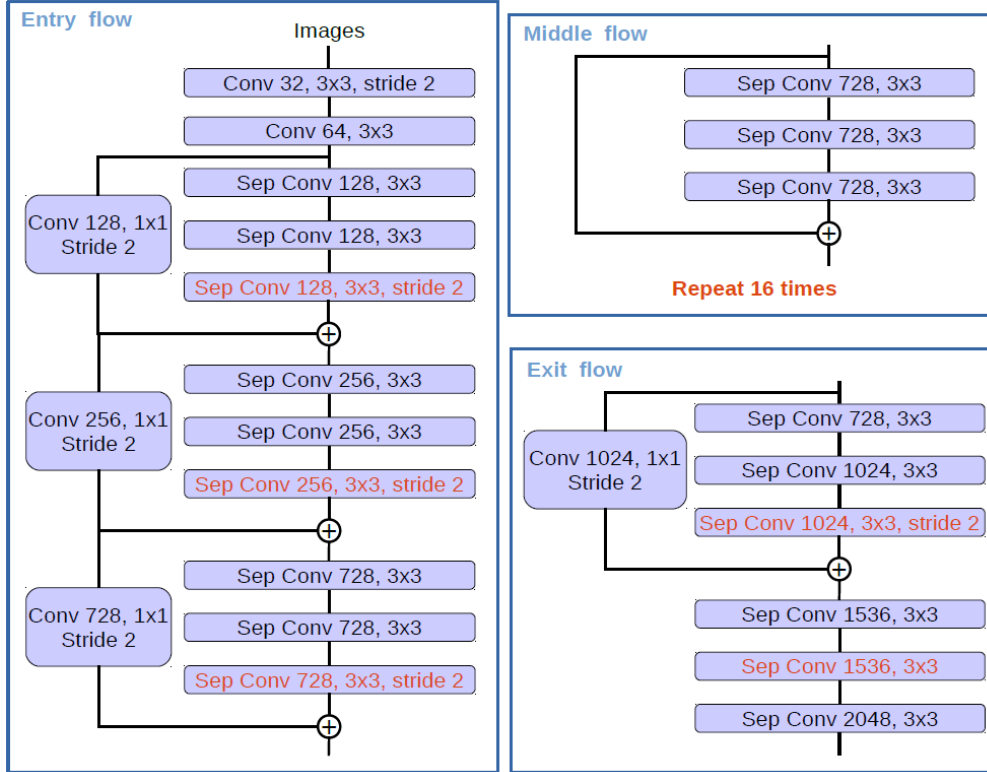 Entry flow
Images
Conv 32, 3x3, stride 2
Conv 64, 3x3
Sep Conv 128, 3x3
Conv 128, 1x1
Stride 2
Sep Conv 128, 3x3
Sep Conv 128, 3x3, stride 2
+
Sep Conv 256, 3x3
Conv 256, 1x1
Stride 2
Sep Conv 256, 3x3
Sep Conv 256, 3x3, stride 2
+
Sep Conv 728, 3x3
Conv 728, 1x1
Stride 2
Sep Conv 728, 3x3
Sep Conv 728, 3x3, stride 2
+
Middle flow
Sep Conv 728, 3x3
Sep Conv 728, 3x3
Sep Conv 728, 3x3
+
Repeat 16 times
Exit flow
Sep Conv 728, 3x3
Conv 1024, 1x1
Stride 2
Sep Conv 1024, 3x3
Sep Conv 1024, 3x3, stride 2
+
Sep Conv 1536, 3x3
Sep Conv 1536, 3x3
Sep Conv 2048, 3x3